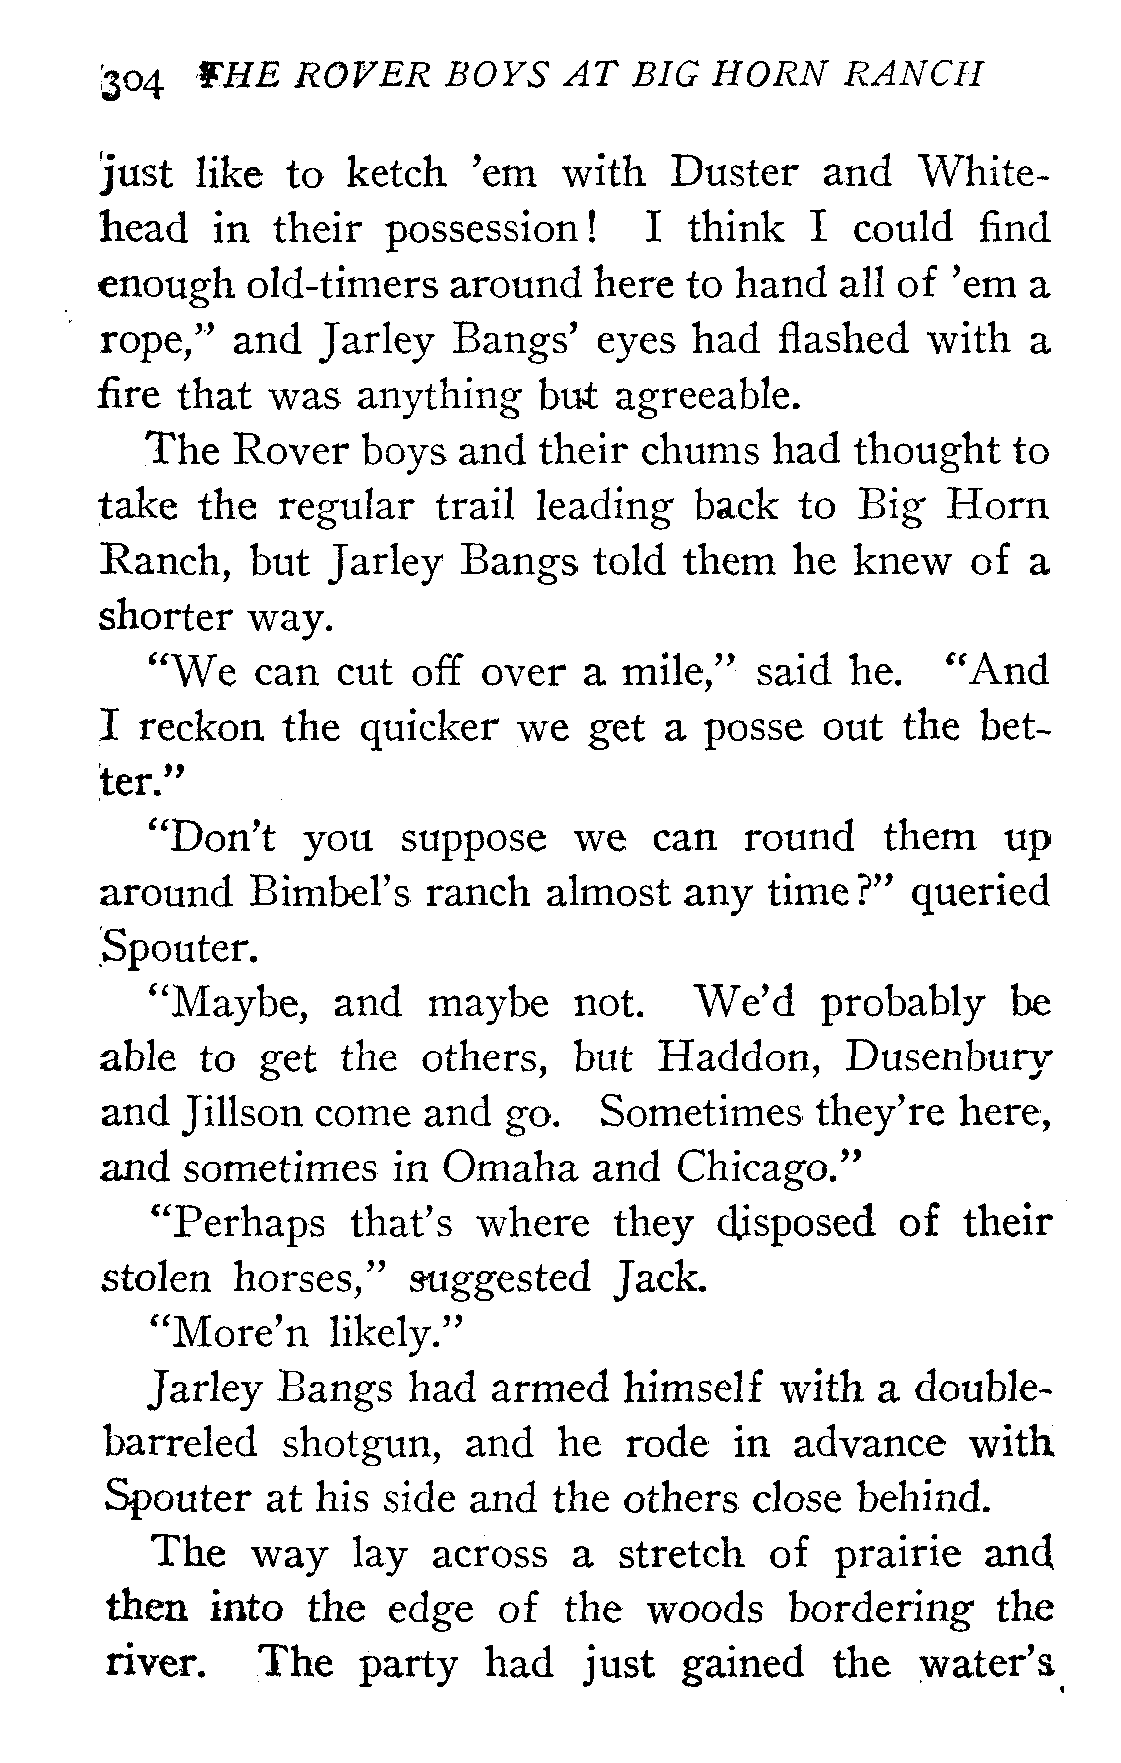 304 THE ROVER BOYS AT BIG HORN RANCH
just like to ketch 'em with Duster and White-
head in their possession! I think I could find
enough old-timers around here to hand all of 'em a
rope," and Jarley Bangs' eyes had flashed with a
fire that was anything but agreeable.
The Rover boys and their chums had thought to
take the regular trail leading back to Big Horn
Ranch, but Jarley Bangs told them he knew of a
shorter way.
"We can cut off over a mile," said he. "And
I reckon the quicker we get a posse out the bet-
ter."
"Don't you suppose we can round them up
around Bimbel's ranch almost any time?" queried
Spouter.
"Maybe, and maybe not. We'd probably be
able to get the others, but Haddon, Dusenbury
and Jillson come and go. Sometimes they're here,
and sometimes in Omaha and Chicago."
"Perhaps that's where they disposed of their
stolen horses," suggested Jack.
"More'n likely."
Jarley Bangs had armed himself with a double-
barreled shotgun, and he rode in advance with
Spouter at his side and the others close behind.
The way lay across a stretch of prairie and
then into the edge of the woods bordering the
river. The party had just gained the water's